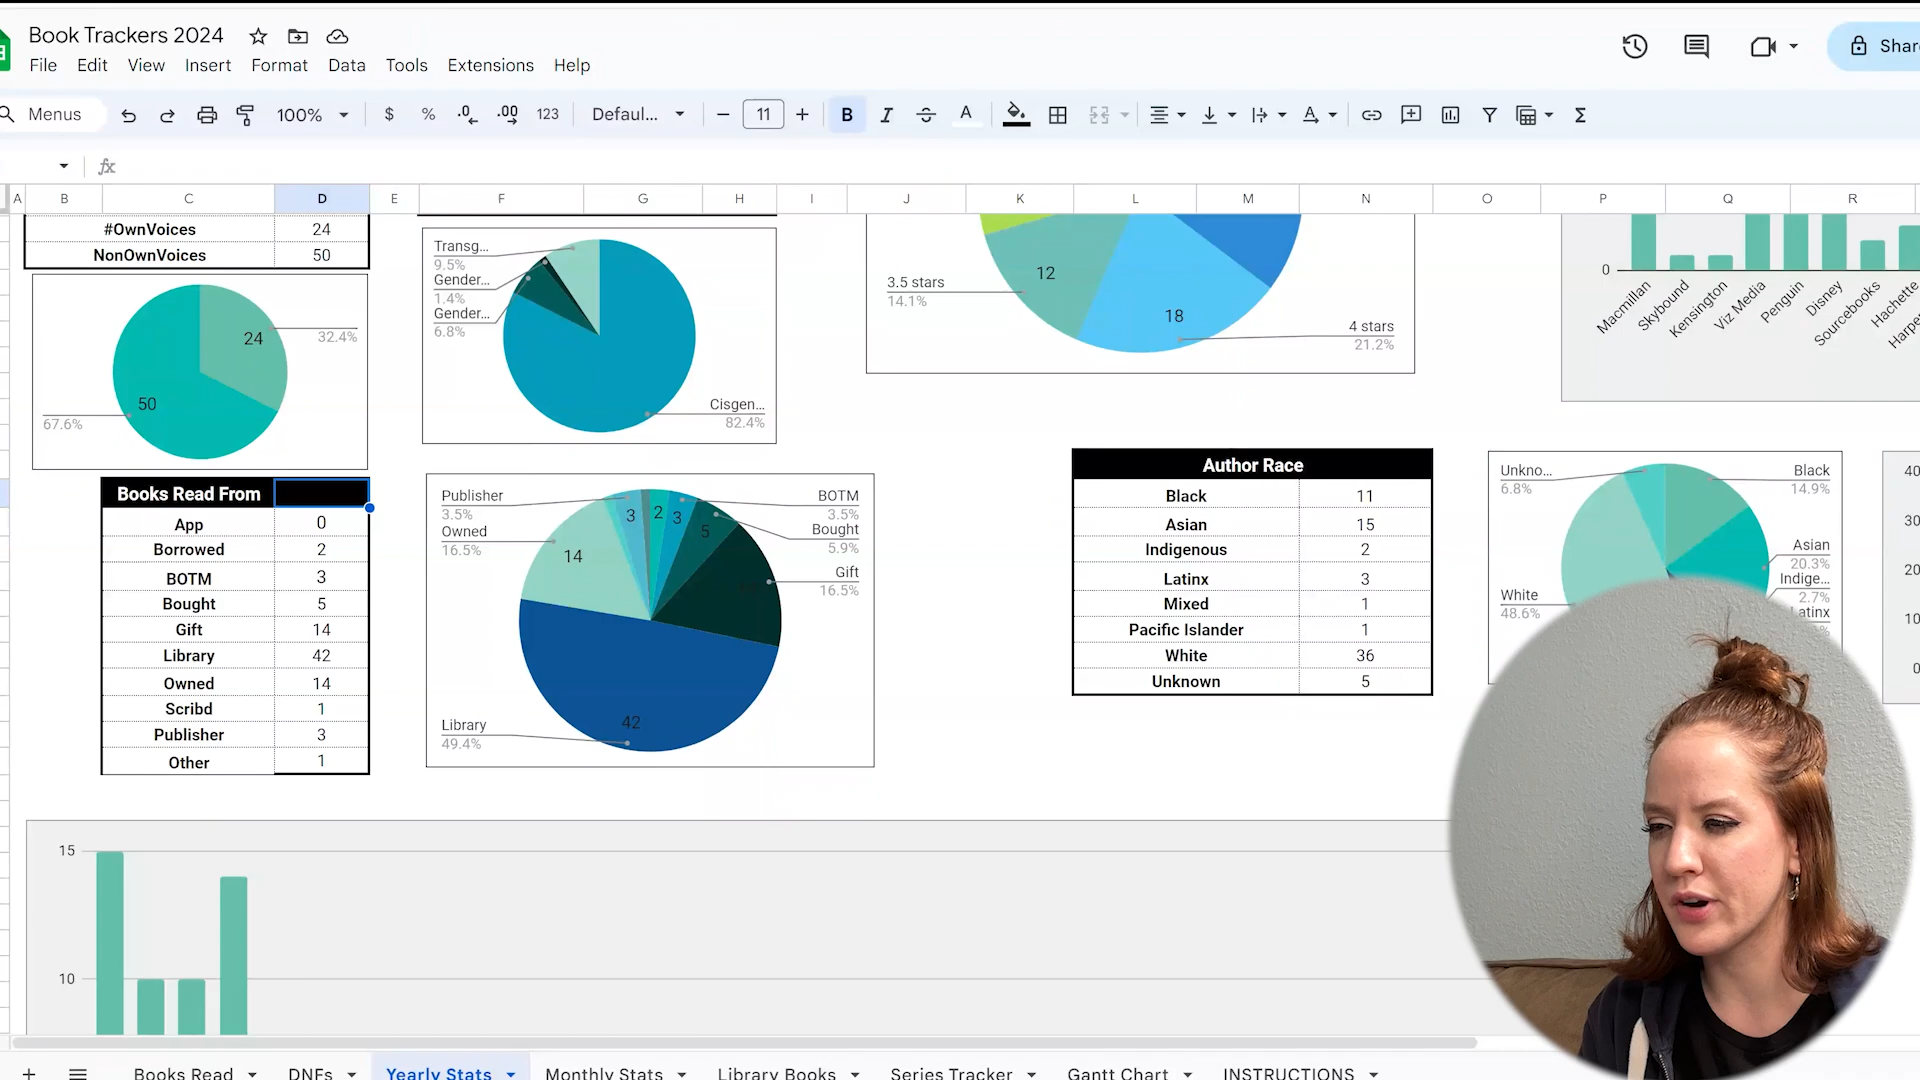 Book Trackers 2024
File Edit View Insert Format Data Tools Extensions Help
Share
Menus 100% $ % .0 .00 123 Defaul... 11 B I A Σ
fx
A B C D E F G H I J K L M N O P Q R
#OwnVoices 24
NonOwnVoices 50
24
32.4%
50
67.6%
Transg...
9.5%
Gender...
1.4%
Gender...
6.8%
Cisgen...
82.4%
12
18
3.5 stars
14.1%
4 stars
21.2%
0
Macmillan
Skybound
Kensington
Viz Media
Penguin
Disney
Sourcebooks
Hachette
Books Read From
App 0
Borrowed 2
BOTM 3
Bought 5
Gift 14
Library 42
Owned 14
Scribd 1
Publisher 3
Other 1
Publisher
3.5%
Owned
16.5%
BOTM
3.5%
Bought
5.9%
Gift
16.5%
Library
49.4%
3 2 3 5
14
42
Author Race
Black 11
Asian 15
Indigenous 2
Latinx 3
Mixed 1
Pacific Islander 1
White 36
Unknown 5
Unkno...
6.8%
Black
14.9%
Asian
20.3%
Indige...
2.7%
Latinx
White
48.6%
40
30
20
10
0
15
10
Books Read DNFs Yearly Stats Monthly Stats Library Books Series Tracker Gantt Chart INSTRUCTIONS